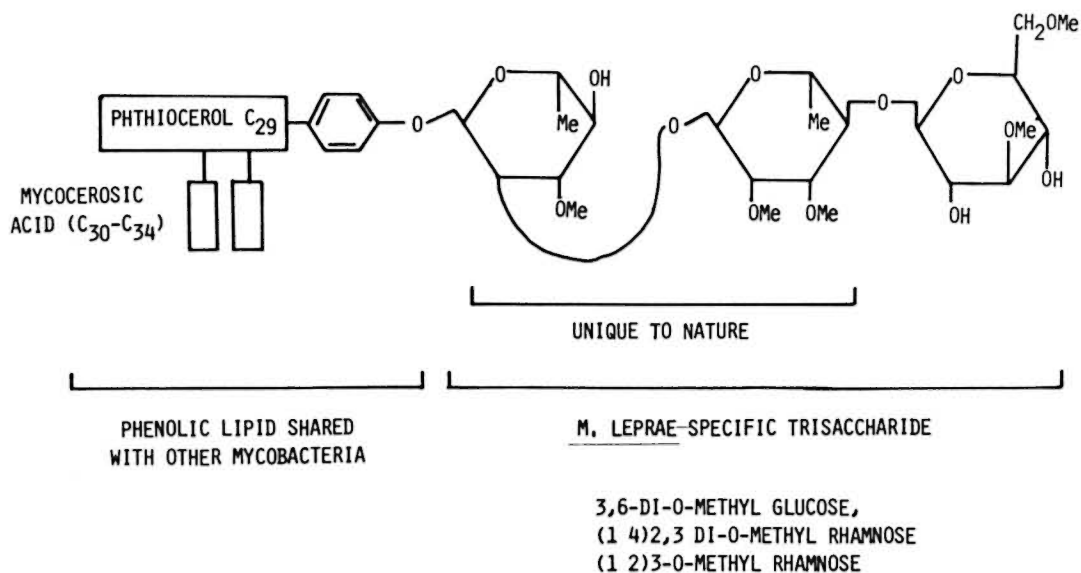 CH2OMe
O
O
O
OH
PHTHIOCEROL C29
O
Me
O
Me
O
OMe
OH
MYCOCEROSIC
ACID (C30-C34)
OMe
OMe OMe
OH
UNIQUE TO NATURE
PHENOLIC LIPID SHARED
WITH OTHER MYCOBACTERIA
M. LEPRAE-SPECIFIC TRISACCHARIDE
3,6-DI-O-METHYL GLUCOSE,
(1 4)2,3 DI-O-METHYL RHAMNOSE
(1 2)3-O-METHYL RHAMNOSE